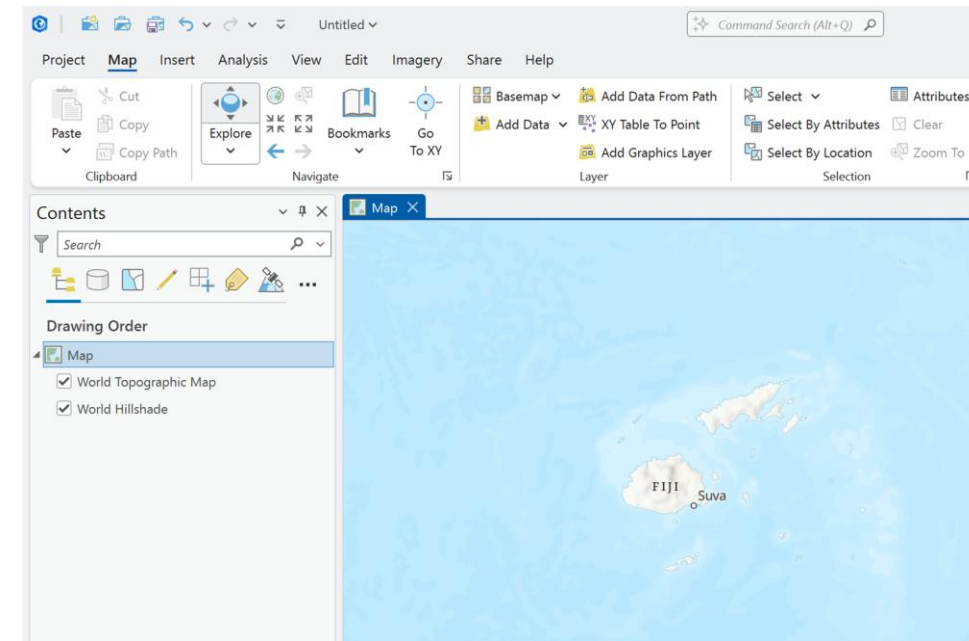 Untitled
Command Search (Alt+Q)
Project Map Insert Analysis View Edit Imagery Share Help
Paste
Cut
Copy
Copy Path
Clipboard
Explore
Bookmarks
Go
To XY
Navigate
Basemap
Add Data
Add Data From Path
XY Table To Point
Add Graphics Layer
Layer
Select
Select By Attributes
Select By Location
Attributes
Clear
Zoom To
Selection
Contents
Search
Drawing Order
Map
World Topographic Map
World Hillshade
Map
FIJI
Suva